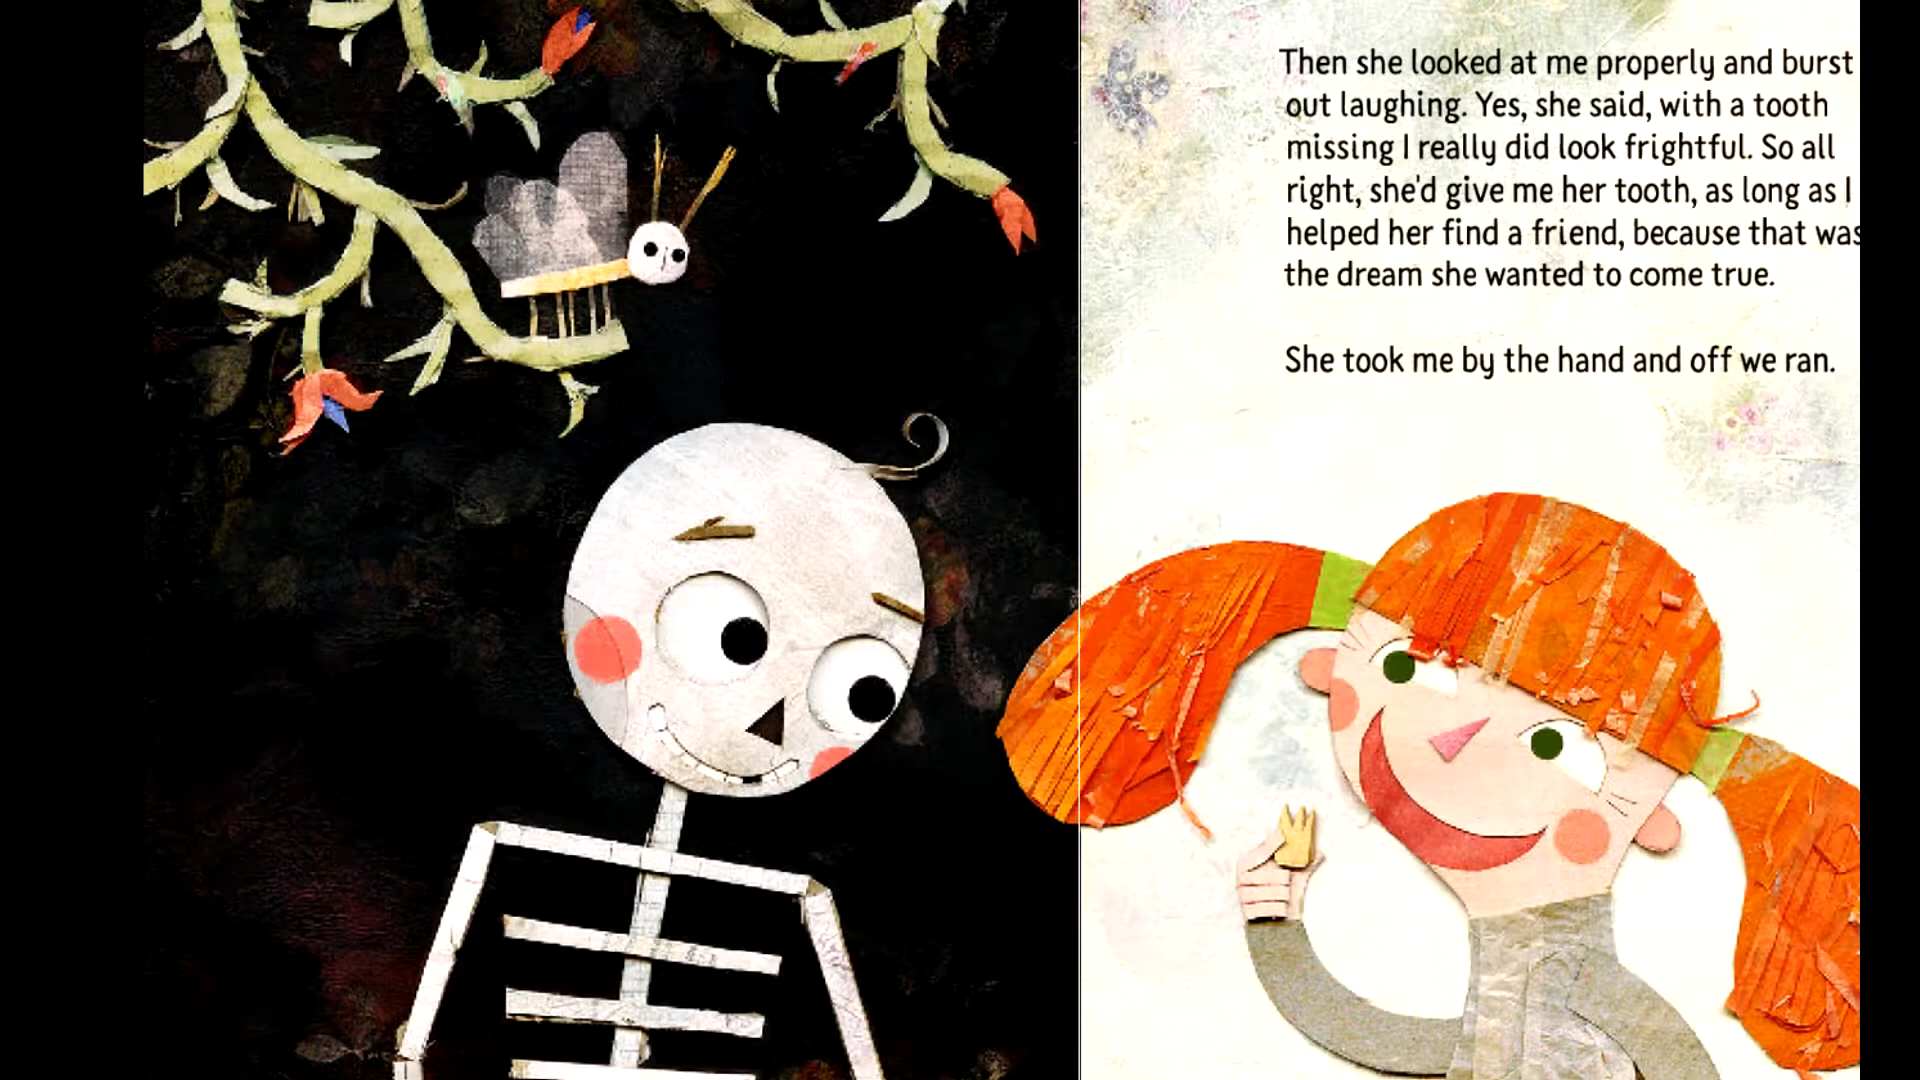 Then she looked at me properly and burst
out laughing. Yes, she said, with a tooth
missing I really did look frightful. So all
right, she'd give me her tooth, as long as I
helped her find a friend, because that was
the dream she wanted to come true.
She took me by the hand and off we ran.